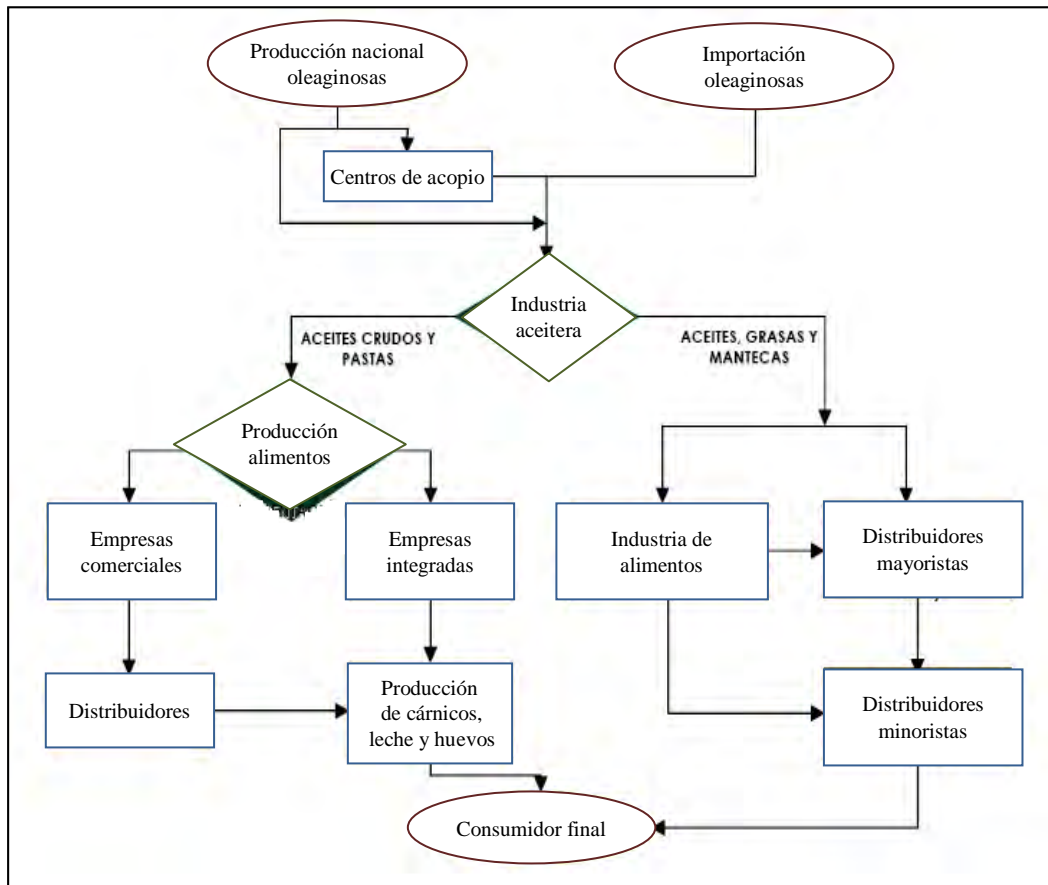 Producción nacional
oleaginosas
Importación
oleaginosas
Centros de acopio
Industria
aceitera
ACEITES CRUDOS Y
PASTAS
ACEITES, GRASAS Y
MANTECAS
Producción
alimentos
Empresas
comerciales
Empresas
integradas
Industria de
alimentos
Distribuidores
mayoristas
Distribuidores
Producción
de cárnicos,
leche y huevos
Distribuidores
minoristas
Consumidor final